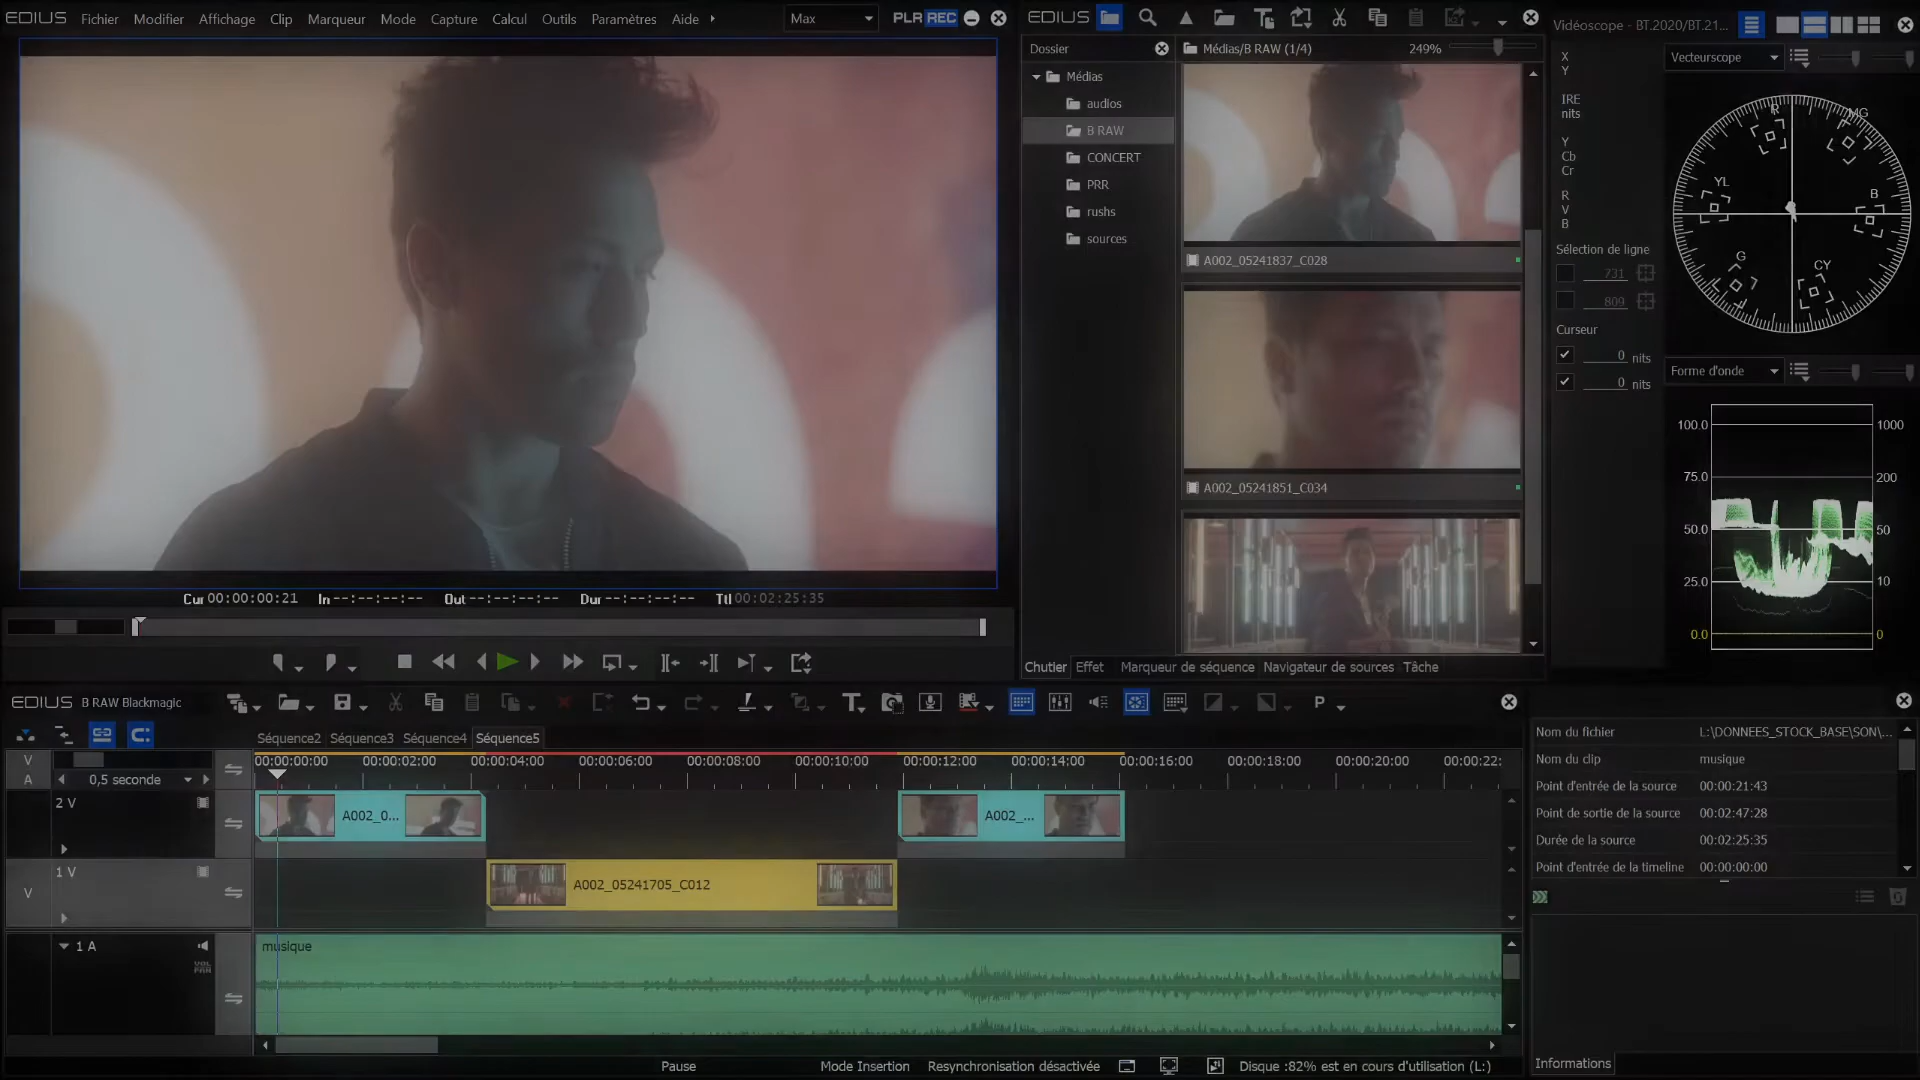 EDIUS Fichier Modifier Affichage Clip Marqueur Mode Capture Calcul Outils Paramètres Aide Max PLR REC
Cur 00:00:00:21 In --:--:--:-- Out --:--:--:-- Dur --:--:--:-- Ttl 00:02:25:35
EDIUS
Dossier
Médias/B RAW (1/4) 249%
Médias
audios
B RAW
CONCERT
PRR
rushs
sources
A002_05241837_C028
A002_05241851_C034
Chutier Effet Marqueur de séquence Navigateur de sources Tâche
Vidéoscope - BT.2020/BT.21...
X
Y
IRE
nits
Y
Cb
Cr
R
V
B
Sélection de ligne
731
809
Curseur
0 nits
0 nits
Vecteurscope
R MG
YL B
G CY
Forme d'onde
100.0 1000
75.0 200
50.0 50
25.0 10
0.0 0
EDIUS B RAW Blackmagic
P
Séquence2 Séquence3 Séquence4 Séquence5
V
A
0,5 seconde
00:00:00:00 00:00:02:00 00:00:04:00 00:00:06:00 00:00:08:00 00:00:10:00 00:00:12:00 00:00:14:00 00:00:16:00 00:00:18:00 00:00:20:00 00:00:22:
2 V
A002_0... A002_...
V
1 V
A002_05241705_C012
1 A
VOL
PAN
musique
Pause Mode Insertion Resynchronisation désactivée Disque :82% est en cours d'utilisation (L:)
Nom du fichier L:\DONNEES_STOCK_BASE\SON\...
Nom du clip musique
Point d'entrée de la source 00:00:21:43
Point de sortie de la source 00:02:47:28
Durée de la source 00:02:25:35
Point d'entrée de la timeline 00:00:00:00
Informations